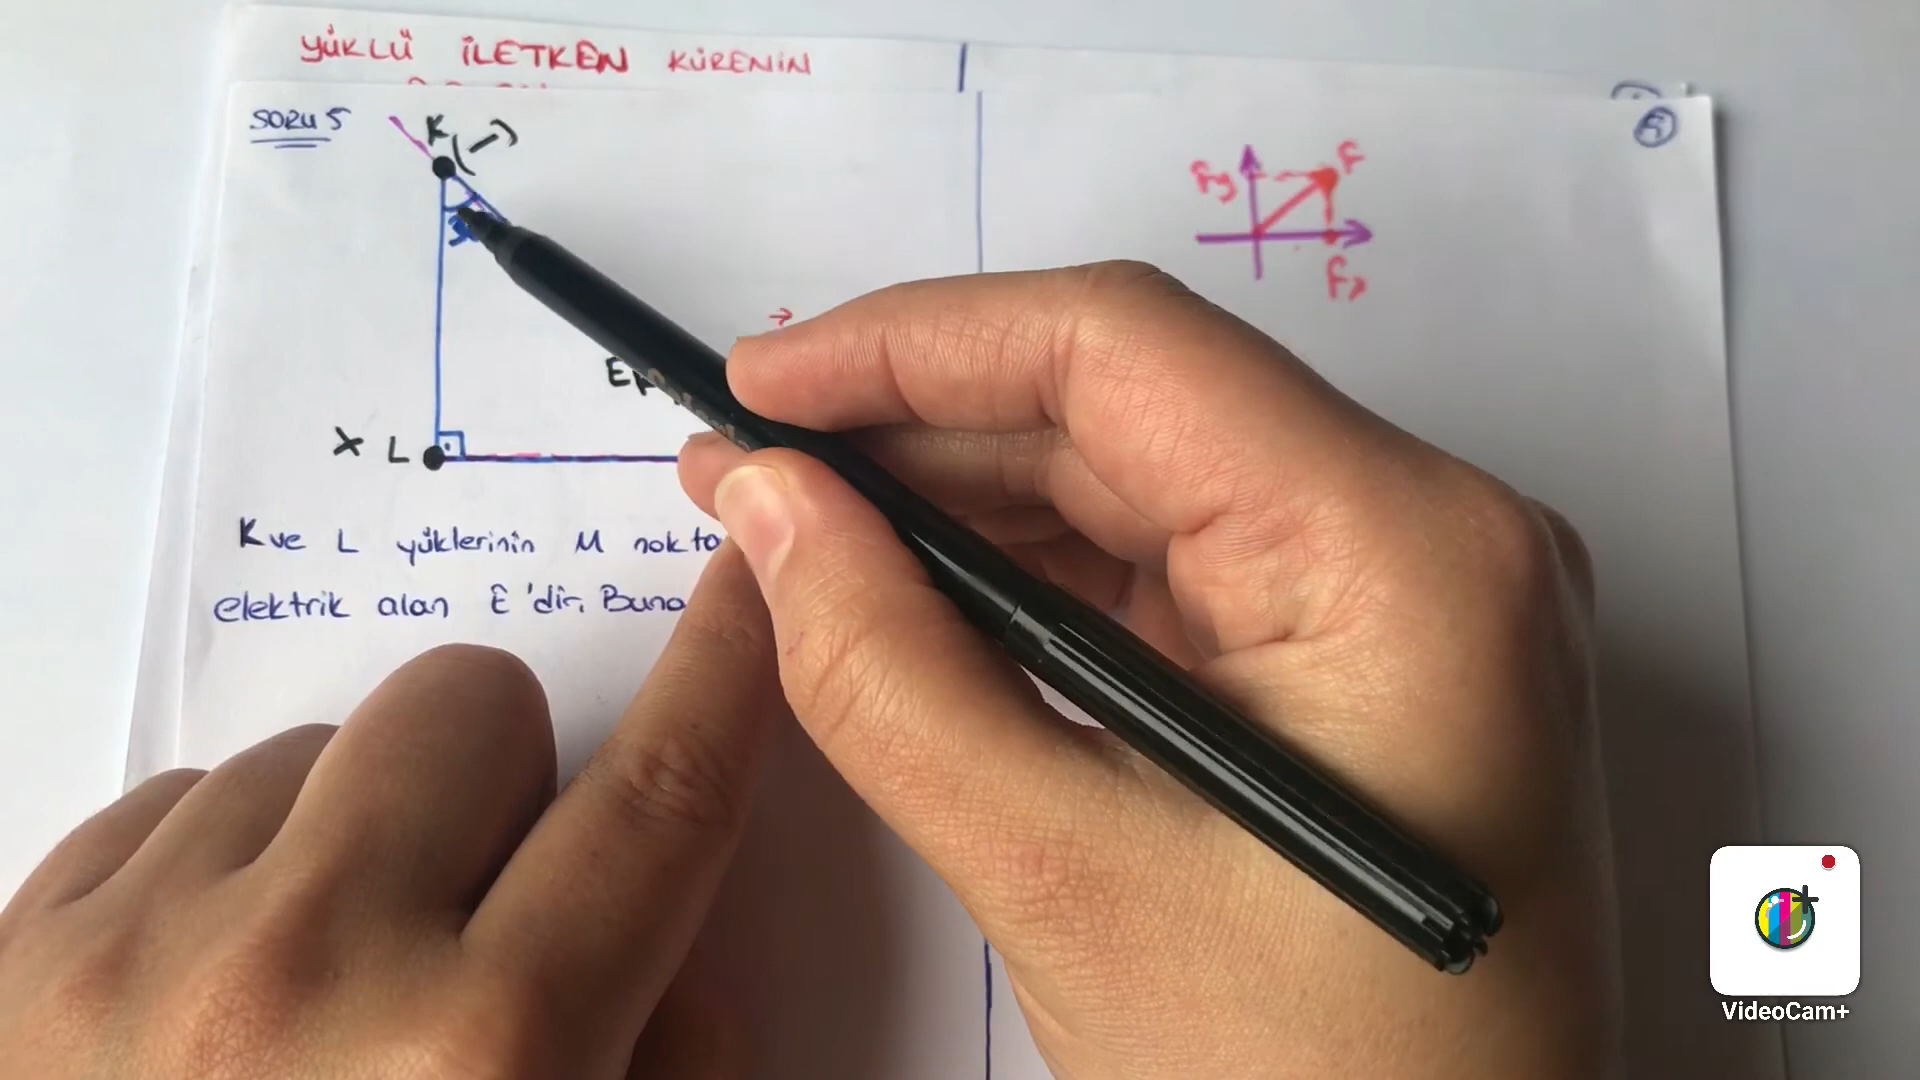 YÜKLÜ İLETKEN KÜRENİN
SORU 5
K (-)
X L
K ve L yüklerinin M nokta
elektrik alan E 'dir. Buna
Fy
F
Fx
5
VideoCam+